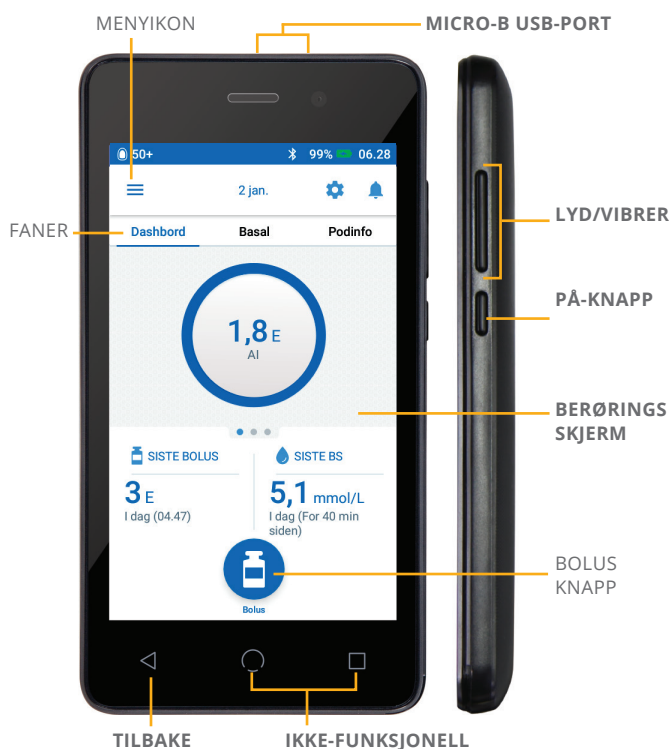 MENYIKON
MICRO-B USB-PORT
50+ 99% 06.28
2 jan.
FANER
Dashbord Basal Podinfo
LYD/VIBRER
PÅ-KNAPP
1,8 E
AI
BERØRINGS
SKJERM
SISTE BOLUS
SISTE BS
3 E
I dag (04.47)
5,1 mmol/L
I dag (For 40 min
siden)
BOLUS
KNAPP
Bolus
TILBAKE
IKKE-FUNKSJONELL